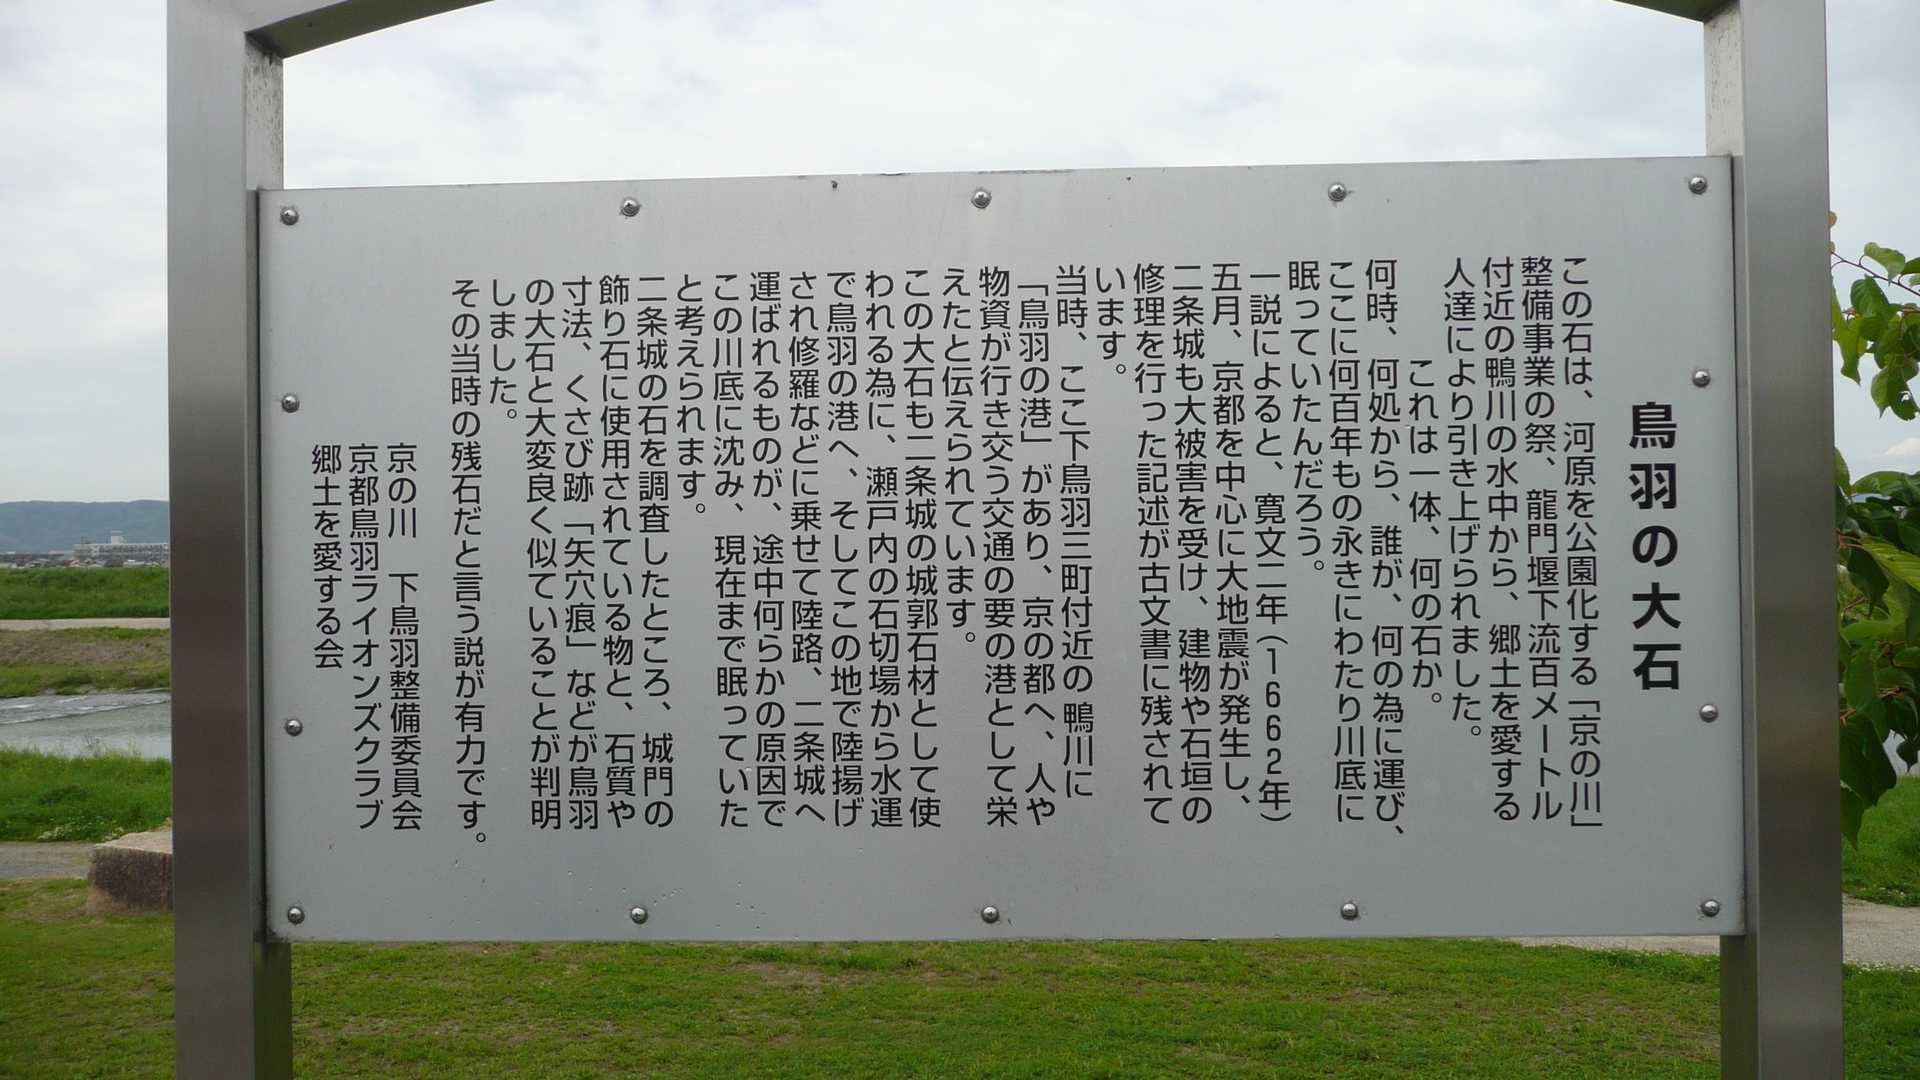 鳥羽の大石
この石は、河原を公園化する「京の川」
整備事業の祭、龍門堰下流百メートル
付近の鴨川の水中から、郷土を愛する
人達により引き上げられました。
これは一体、何の石か。
何時、何処から、誰が、何の為に運び、
ここに何百年もの永きにわたり川底に
眠っていたんだろう。
一説によると、寛文二年(1662年)
五月、京都を中心に大地震が発生し、
二条城も大被害を受け、建物や石垣の
修理を行った記述が古文書に残されて
います。
当時、ここ下鳥羽三町付近の鴨川に
「鳥羽の港」があり、京の都へ、人や
物資が行き交う交通の要の港として栄
えたと伝えられています。
この大石も二条城の城郭石材として使
われる為に、瀬戸内の石切場から水運
で鳥羽の港へ、そしてこの地で陸揚げ
され修羅などに乗せて陸路、二条城へ
運ばれるものが、途中何らかの原因で
この川底に沈み、現在まで眠っていた
と考えられます。
二条城の石を調査したところ、城門の
飾り石に使用されている物と、石質や
寸法、くさび跡「矢穴痕」などが鳥羽
の大石と大変良く似ていることが判明
しました。
その当時の残石だと言う説が有力です。
京の川 下鳥羽整備委員会
京都鳥羽ライオンズクラブ
郷土を愛する会